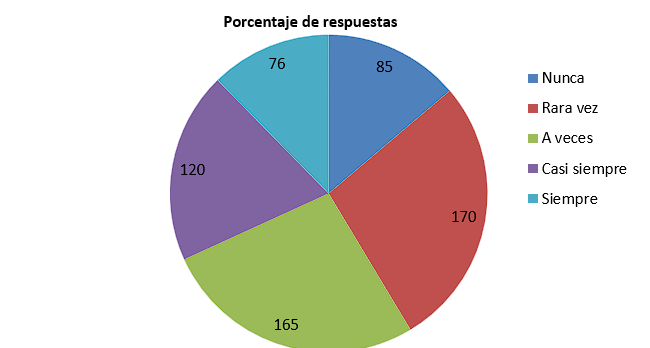 Porcentaje de respuestas
76
85
Nunca
Rara vez
A veces
120
Casi siempre
Siempre
170
165